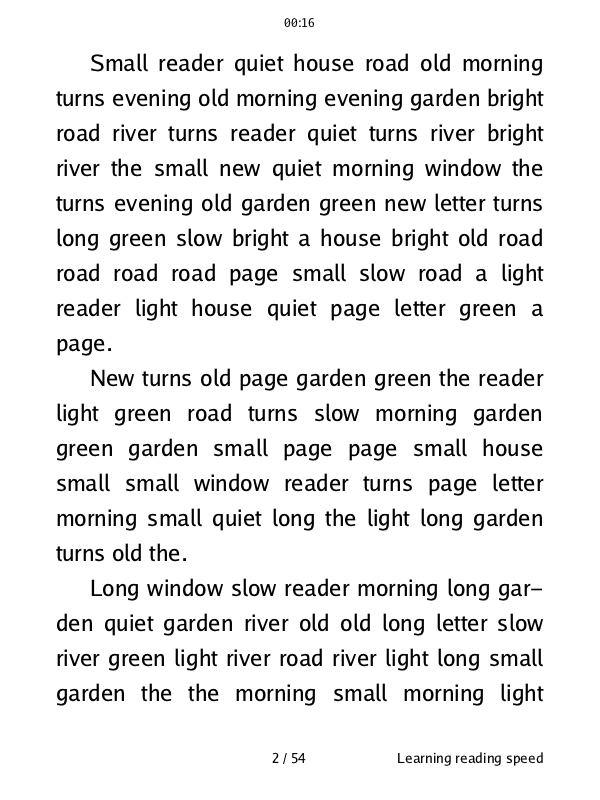 00:16
Small reader quiet house road old morning
turns evening old morning evening garden bright
road river turns reader quiet turns river bright
river the small new quiet morning window the
turns evening old garden green new letter turns
long green slow bright a house bright old road
road road road page small slow road a light
reader light house quiet page letter green a
page.
New turns old page garden green the reader
light green road turns slow morning garden
green garden small page page small house
small small window reader turns page letter
morning small quiet long the light long garden
turns old the.
Long window slow reader morning long gar-
den quiet garden river old old long letter slow
river green light river road river light long small
garden the the morning small morning light
2 / 54 Learning reading speed